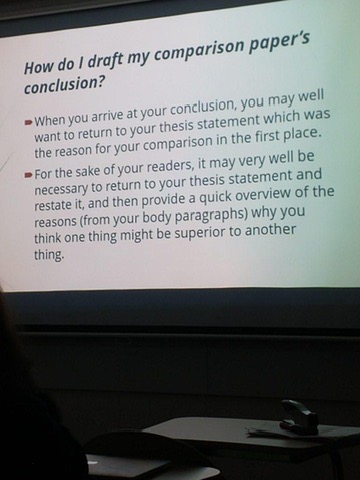 How do I draft my comparison paper's
conclusion?
When you arrive at your conclusion, you may well
want to return to your thesis statement which was
the reason for your comparison in the first place.
For the sake of your readers, it may very well be
necessary to return to your thesis statement and
restate it, and then provide a quick overview of the
reasons (from your body paragraphs) why you
think one thing might be superior to another
thing.